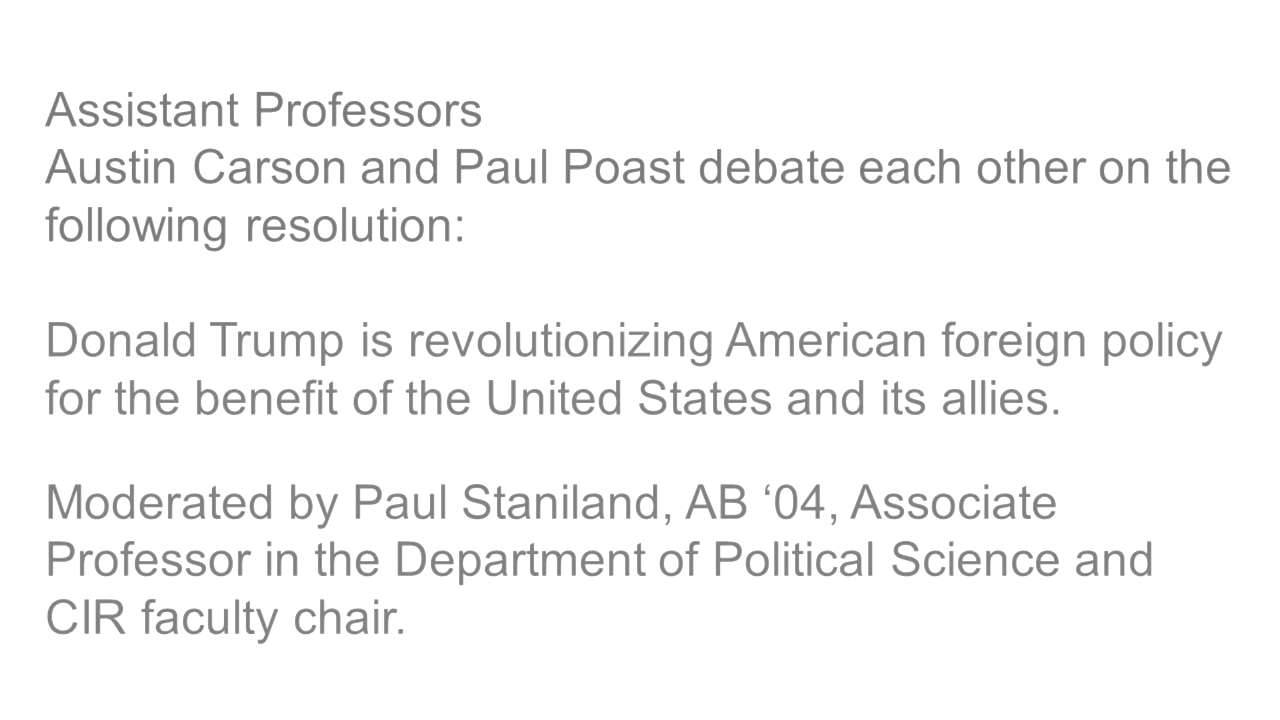 Assistant Professors
Austin Carson and Paul Poast debate each other on the
following resolution:
Donald Trump is revolutionizing American foreign policy
for the benefit of the United States and its allies.
Moderated by Paul Staniland, AB ‘04, Associate
Professor in the Department of Political Science and
CIR faculty chair.